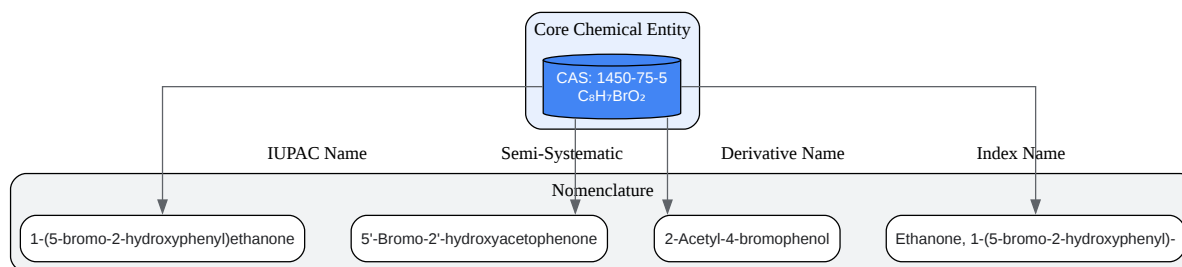 Core Chemical Entity
CAS: 1450-75-5
C₈H₇BrO₂
IUPAC Name
Semi-Systematic
Derivative Name
Index Name
Nomenclature
1-(5-bromo-2-hydroxyphenyl)ethanone
5'-Bromo-2'-hydroxyacetophenone
2-Acetyl-4-bromophenol
Ethanone, 1-(5-bromo-2-hydroxyphenyl)-